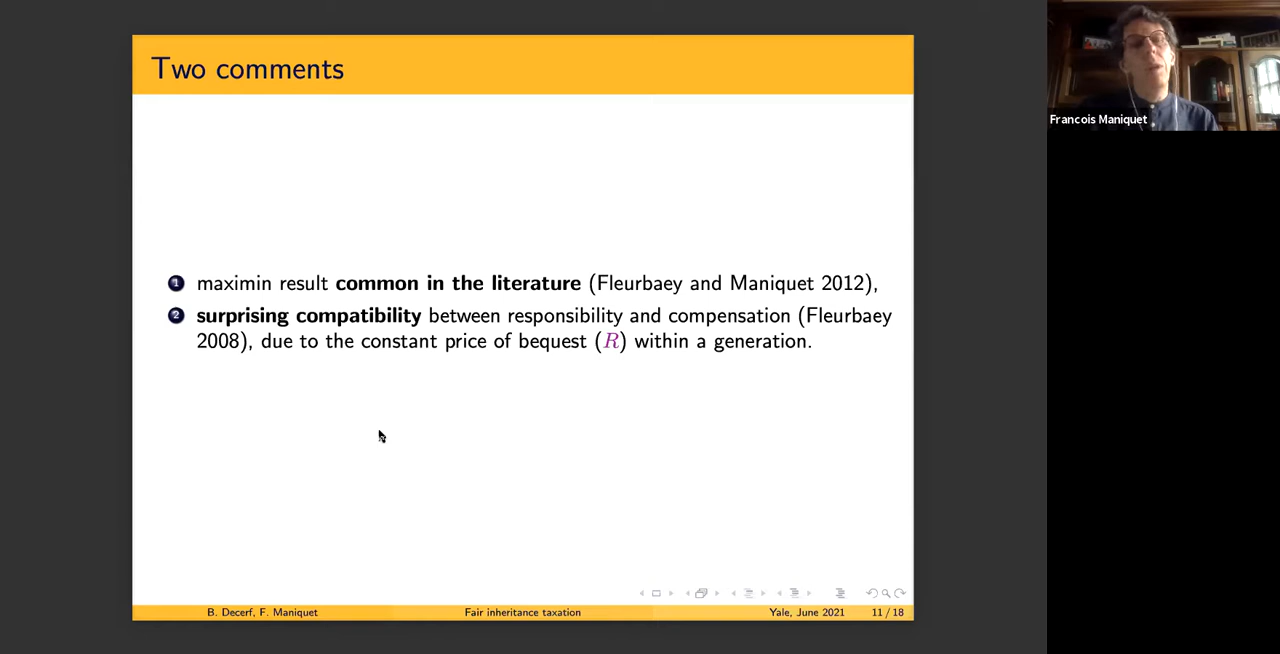 Two comments
Francois Maniquet
1 maximin result common in the literature (Fleurbaey and Maniquet 2012),
2 surprising compatibility between responsibility and compensation (Fleurbaey
2008), due to the constant price of bequest (R) within a generation.
B. Decerf, F. Maniquet Fair inheritance taxation Yale, June 2021 11 / 18